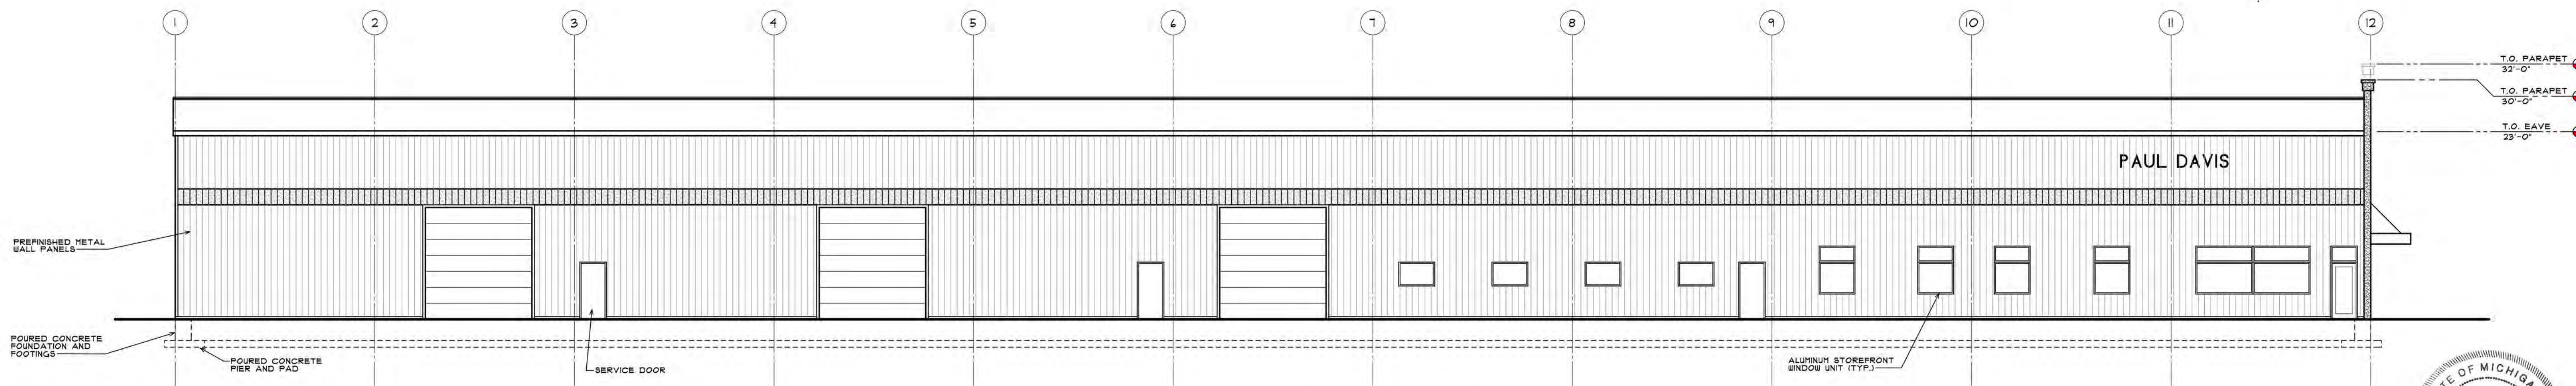 1 2 3 4 5 6 7 8 9 10 11 12
T.O. PARAPET
32'-0"
T.O. PARAPET
30'-0"
T.O. EAVE
23'-0"
PAUL DAVIS
PREFINISHED METAL
WALL PANELS
POURED CONCRETE
FOUNDATION AND
FOOTINGS
POURED CONCRETE
PIER AND PAD
SERVICE DOOR
ALUMINUM STOREFRONT
WINDOW UNIT (TYP.)
OF MICHIGA